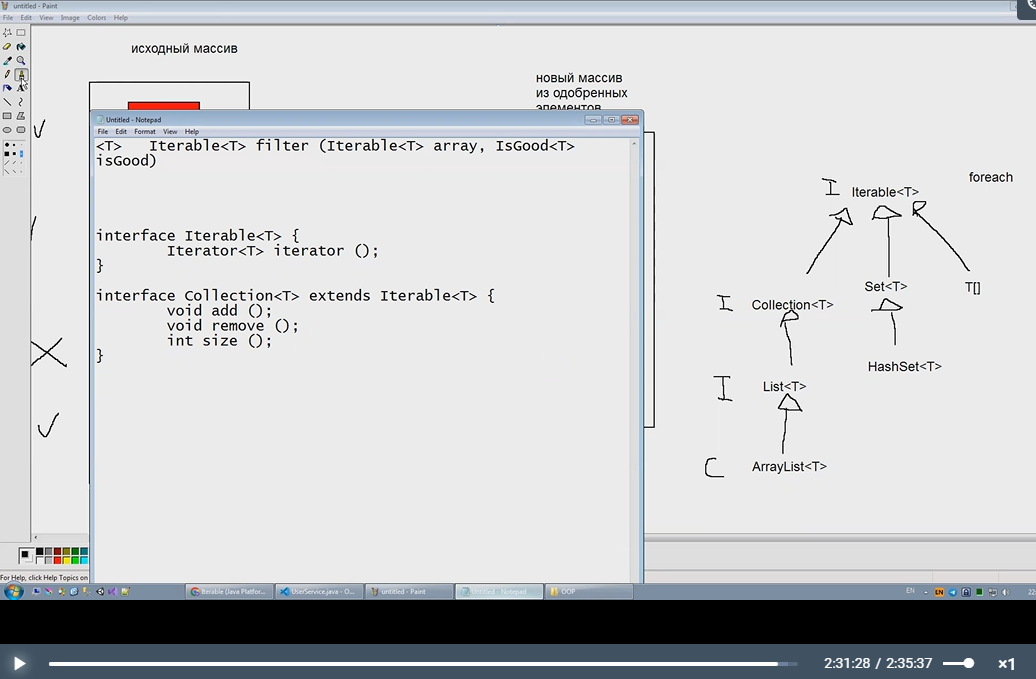 untitled - Paint
File Edit View Image Colors Help
исходный массив
новый массив
из одобренных
элементов
Untitled - Notepad
File Edit Format View Help
<T> Iterable<T> filter (Iterable<T> array, IsGood<T>
isGood)
interface Iterable<T> {
Iterator<T> iterator ();
}
interface Collection<T> extends Iterable<T> {
void add ();
void remove ();
int size ();
}
foreach
I Iterable<T>
Set<T>
T[]
I Collection<T>
HashSet<T>
I List<T>
C ArrayList<T>
For Help, click Help Topics on
Iterable (Java Platfor...
UserService.java - O...
untitled - Paint
Untitled - Notepad
OOP
EN
EN
22
2:31:28 / 2:35:37
×1